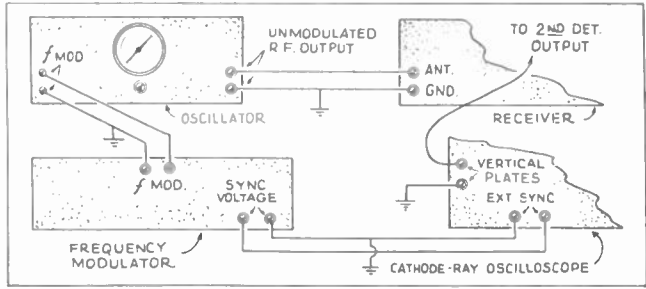 f MOD
UNMODULATED
R.F. OUTPUT
TO 2ND DET.
OUTPUT
ANT.
GND.
OSCILLATOR
RECEIVER
f MOD.
SYNC
VOLTAGE
VERTICAL
PLATES
EXT SYNC
FREQUENCY
MODULATOR
CATHODE-RAY OSCILLOSCOPE